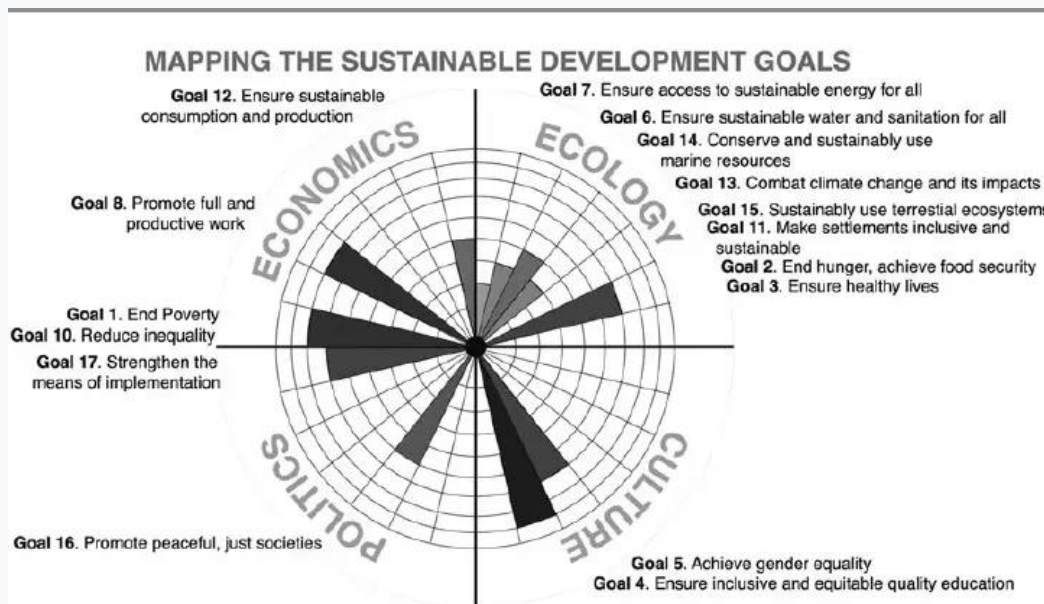 MAPPING THE SUSTAINABLE DEVELOPMENT GOALS
Goal 12. Ensure sustainable
consumption and production
Goal 8. Promote full and
productive work
Goal 1. End Poverty
Goal 10. Reduce inequality
Goal 17. Strengthen the
means of implementation
Goal 16. Promote peaceful, just societies
ECONOMICS
ECOLOGY
POLITICS
CULTURE
Goal 7. Ensure access to sustainable energy for all
Goal 6. Ensure sustainable water and sanitation for all
Goal 14. Conserve and sustainably use
marine resources
Goal 13. Combat climate change and its impacts
Goal 15. Sustainably use terrestial ecosystems
Goal 11. Make settlements inclusive and
sustainable
Goal 2. End hunger, achieve food security
Goal 3. Ensure healthy lives
Goal 5. Achieve gender equality
Goal 4. Ensure inclusive and equitable quality education